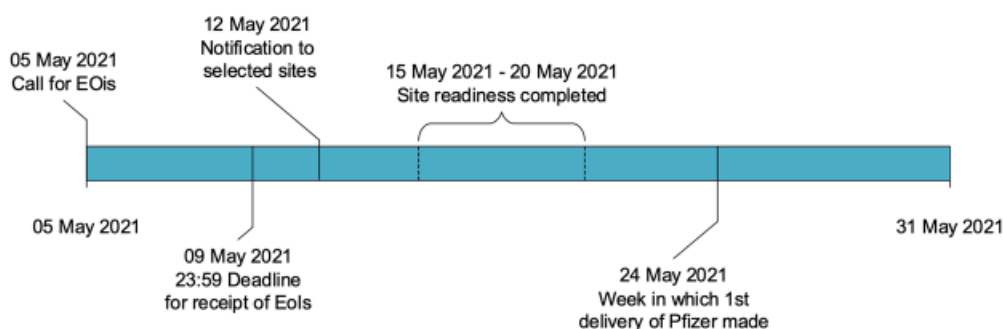 05 May 2021
Call for EOis
12 May 2021
Notification to
selected sites
15 May 2021 - 20 May 2021
Site readiness completed
05 May 2021
31 May 2021
09 May 2021
23:59 Deadline
for receipt of EoIs
24 May 2021
Week in which 1st
delivery of Pfizer made